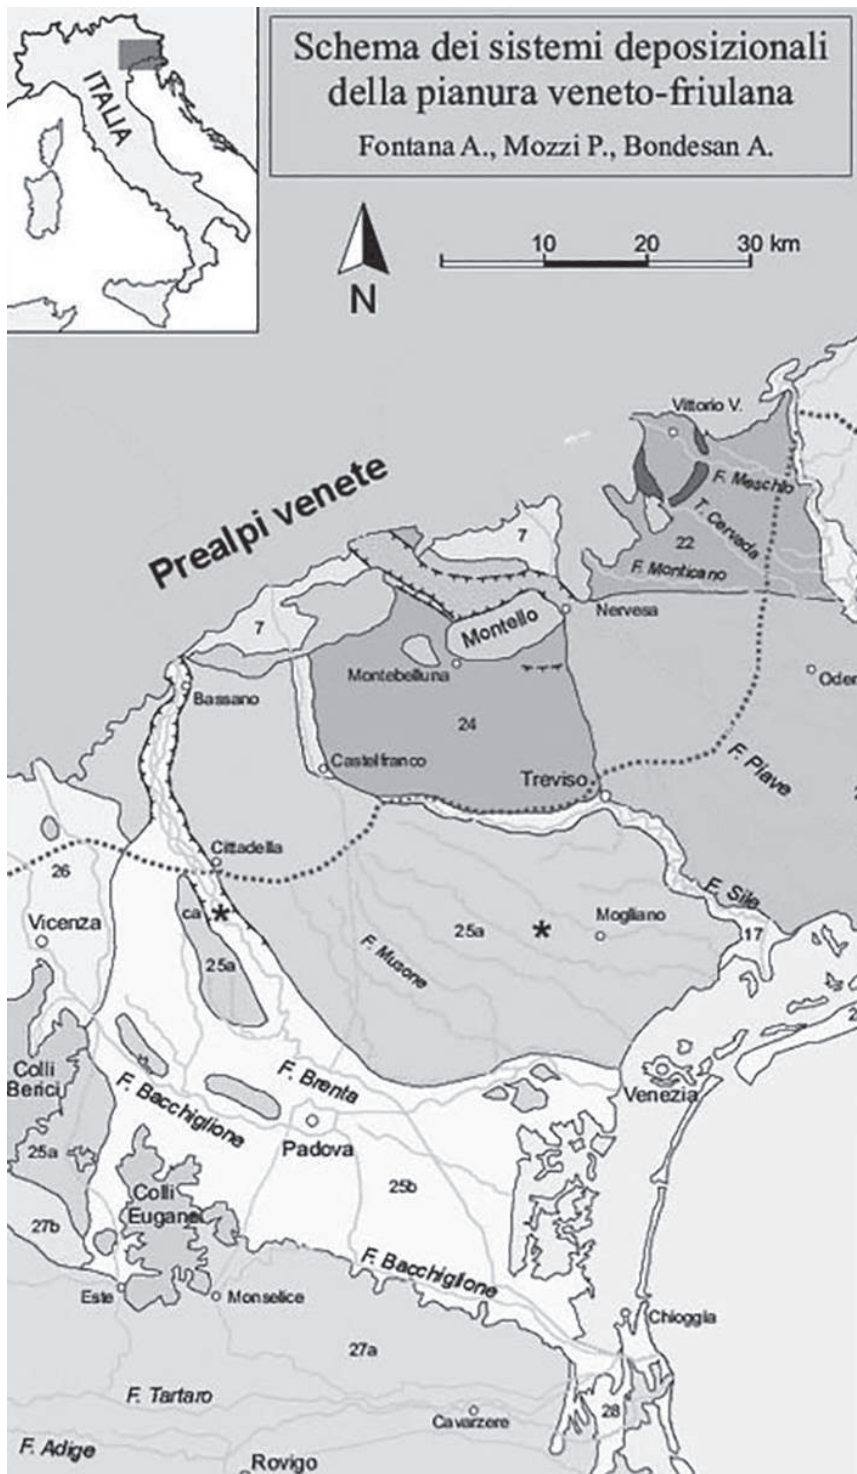 ITALIA
Schema dei sistemi deposizionali
della pianura veneto-friulana
Fontana A., Mozzi P., Bondesan A.
N
10 20 30 km
Vittorio V.
F. Meschio
Prealpi venete
T. Cervada
7
22
F. Monticano
Nervesa
7
Montello
Montebelluna
Bassano
Oder
24
Castelfranco
Treviso
F. Piave
Cittadella
26
F. Sile
ca
*
Vicenza
25a
*
Mogliano
17
25a
F. Musone
Colli
Berici
F. Brenta
Venezia
F. Bacchiglione
Padova
25a
25b
Colli
Euganei
27b
F. Bacchiglione
Este
Monselice
Chioggia
27a
F. Tartaro
28
Cavarzere
F. Adige
Rovigo